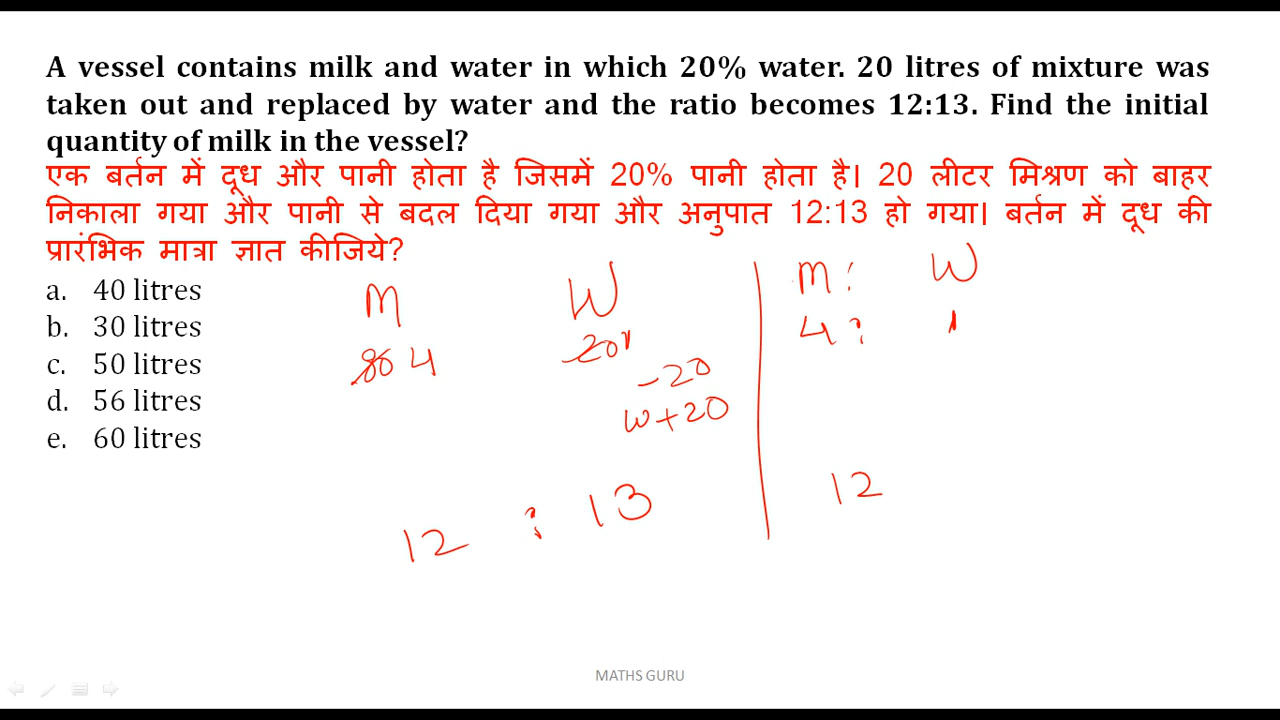 A vessel contains milk and water in which 20% water. 20 litres of mixture was
taken out and replaced by water and the ratio becomes 12:13. Find the initial
quantity of milk in the vessel?
एक बर्तन में दूध और पानी होता है जिसमें 20% पानी होता है। 20 लीटर मिश्रण को बाहर
निकाला गया और पानी से बदल दिया गया और अनुपात 12:13 हो गया। बर्तन में दूध की
प्रारंभिक मात्रा ज्ञात कीजिये?
a. 40 litres
b. 30 litres
c. 50 litres
d. 56 litres
e. 60 litres
M W
80 4 20 1
-20
W+20
12 : 13
M : W
4 : 1
12
MATHS GURU